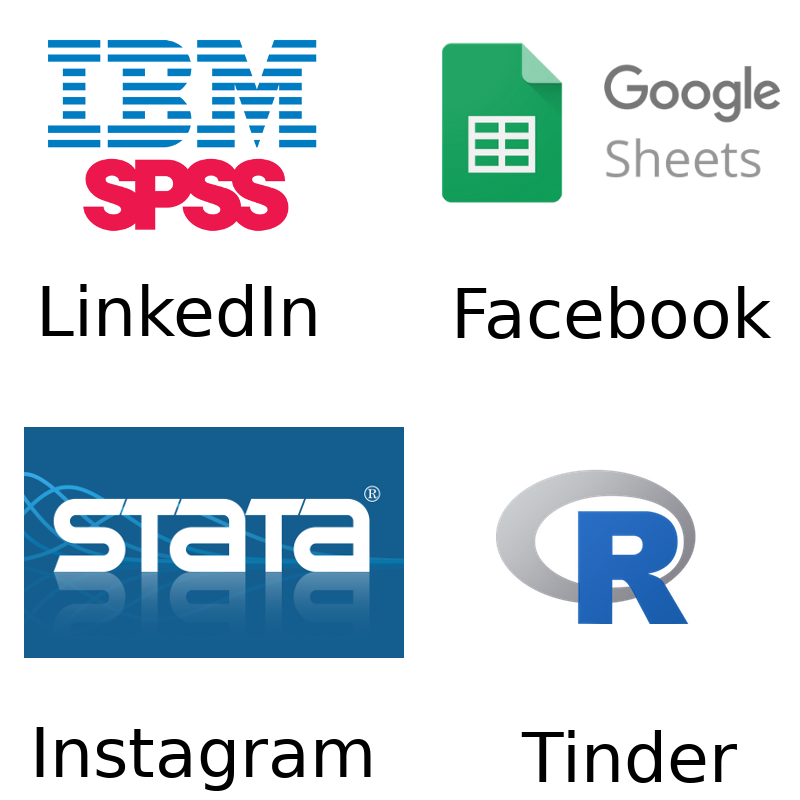 IBM
SPSS
Google
Sheets
LinkedIn
Facebook
STATA®
R
Instagram
Tinder